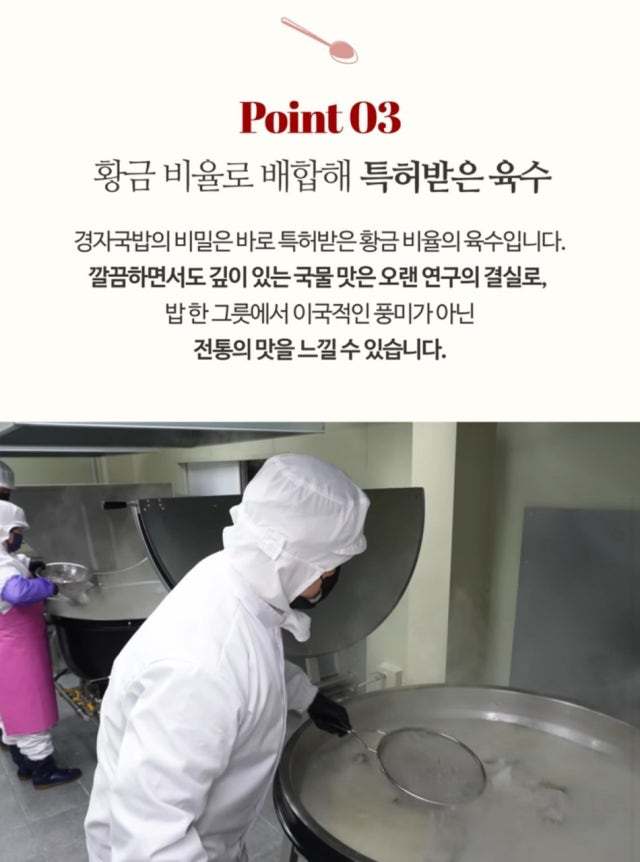 Point 03
황금 비율로 배합해 특허받은 육수
경자국밥의 비밀은 바로 특허받은 황금 비율의 육수입니다.
깔끔하면서도 깊이 있는 국물 맛은 오랜 연구의 결실로,
밥 한 그릇에서 이국적인 풍미가 아닌
전통의 맛을 느낄 수 있습니다.